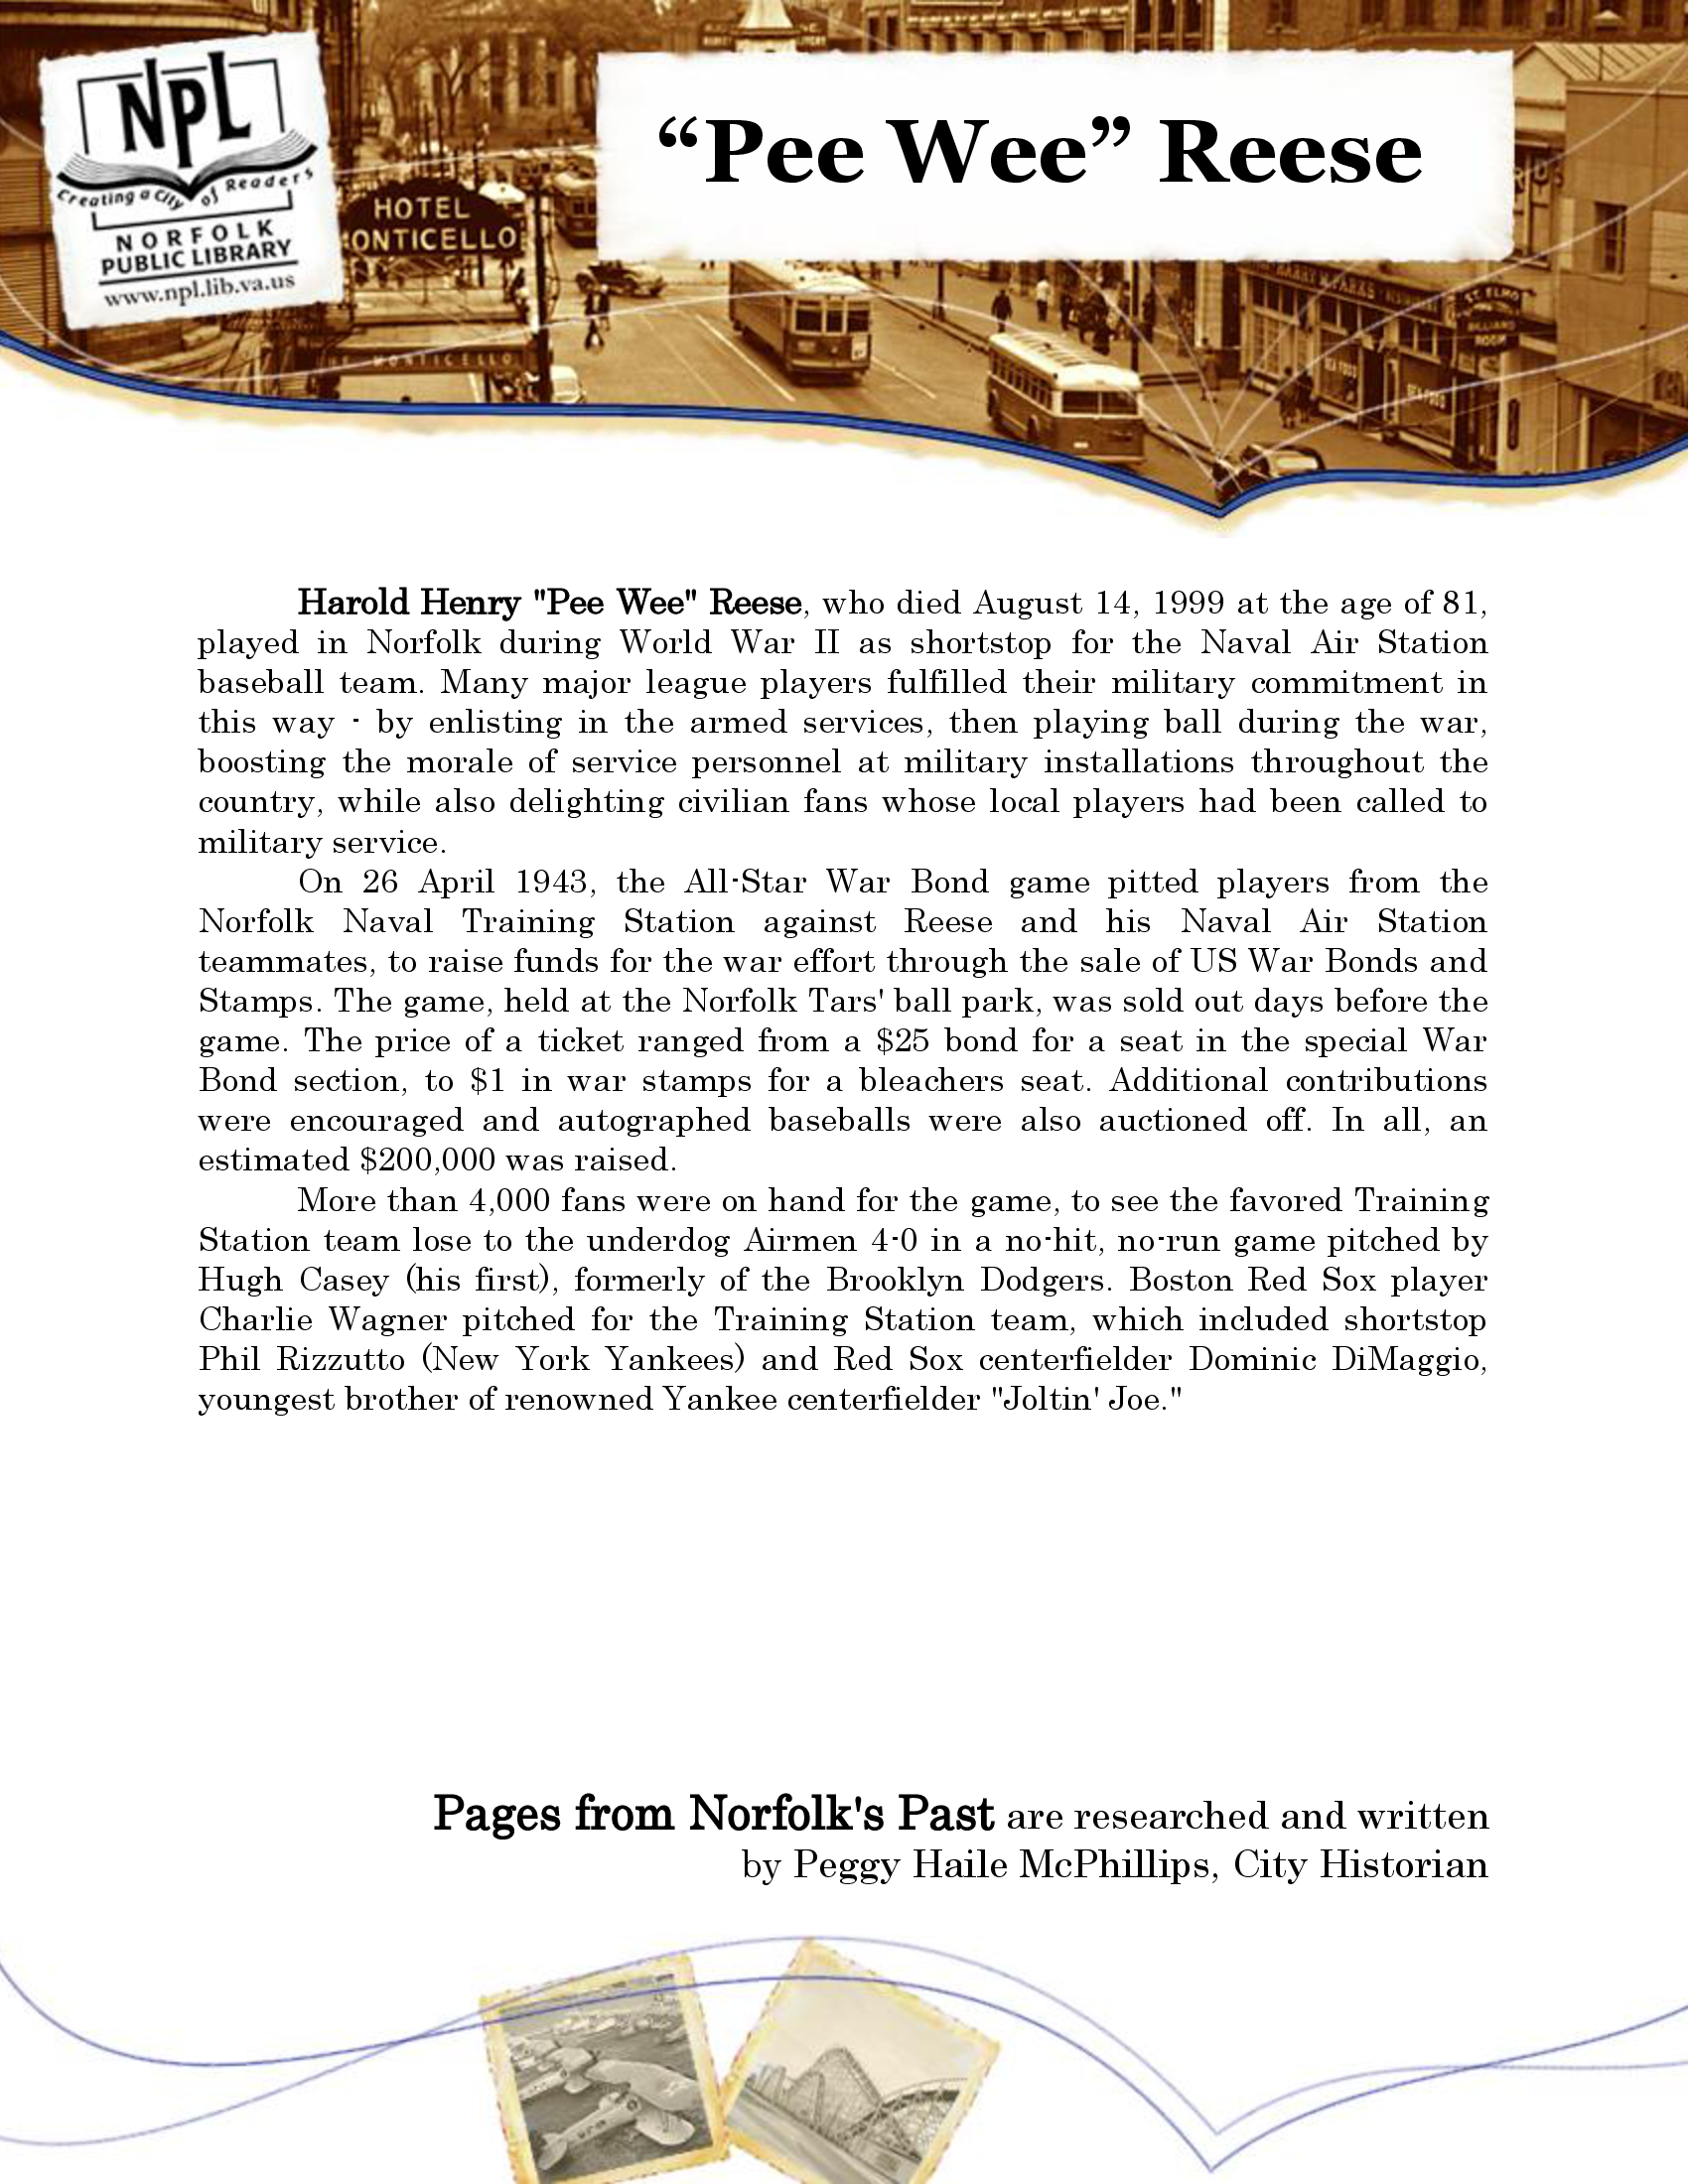 NPL
Creating a City of Readers
NORFOLK
PUBLIC LIBRARY
www.npl.lib.va.us
HOTEL
ONTICELLO
MONTICELLO
“Pee Wee” Reese
HARRY M PARKS
ST. ELMO
BILLIARD
ROOM
SEA FOOD
SEA FOOD
Harold Henry "Pee Wee" Reese, who died August 14, 1999 at the age of 81,
played in Norfolk during World War II as shortstop for the Naval Air Station
baseball team. Many major league players fulfilled their military commitment in
this way - by enlisting in the armed services, then playing ball during the war,
boosting the morale of service personnel at military installations throughout the
country, while also delighting civilian fans whose local players had been called to
military service.
On 26 April 1943, the All-Star War Bond game pitted players from the
Norfolk Naval Training Station against Reese and his Naval Air Station
teammates, to raise funds for the war effort through the sale of US War Bonds and
Stamps. The game, held at the Norfolk Tars' ball park, was sold out days before the
game. The price of a ticket ranged from a $25 bond for a seat in the special War
Bond section, to $1 in war stamps for a bleachers seat. Additional contributions
were encouraged and autographed baseballs were also auctioned off. In all, an
estimated $200,000 was raised.
More than 4,000 fans were on hand for the game, to see the favored Training
Station team lose to the underdog Airmen 4-0 in a no-hit, no-run game pitched by
Hugh Casey (his first), formerly of the Brooklyn Dodgers. Boston Red Sox player
Charlie Wagner pitched for the Training Station team, which included shortstop
Phil Rizzutto (New York Yankees) and Red Sox centerfielder Dominic DiMaggio,
youngest brother of renowned Yankee centerfielder "Joltin' Joe."
Pages from Norfolk's Past are researched and written
by Peggy Haile McPhillips, City Historian